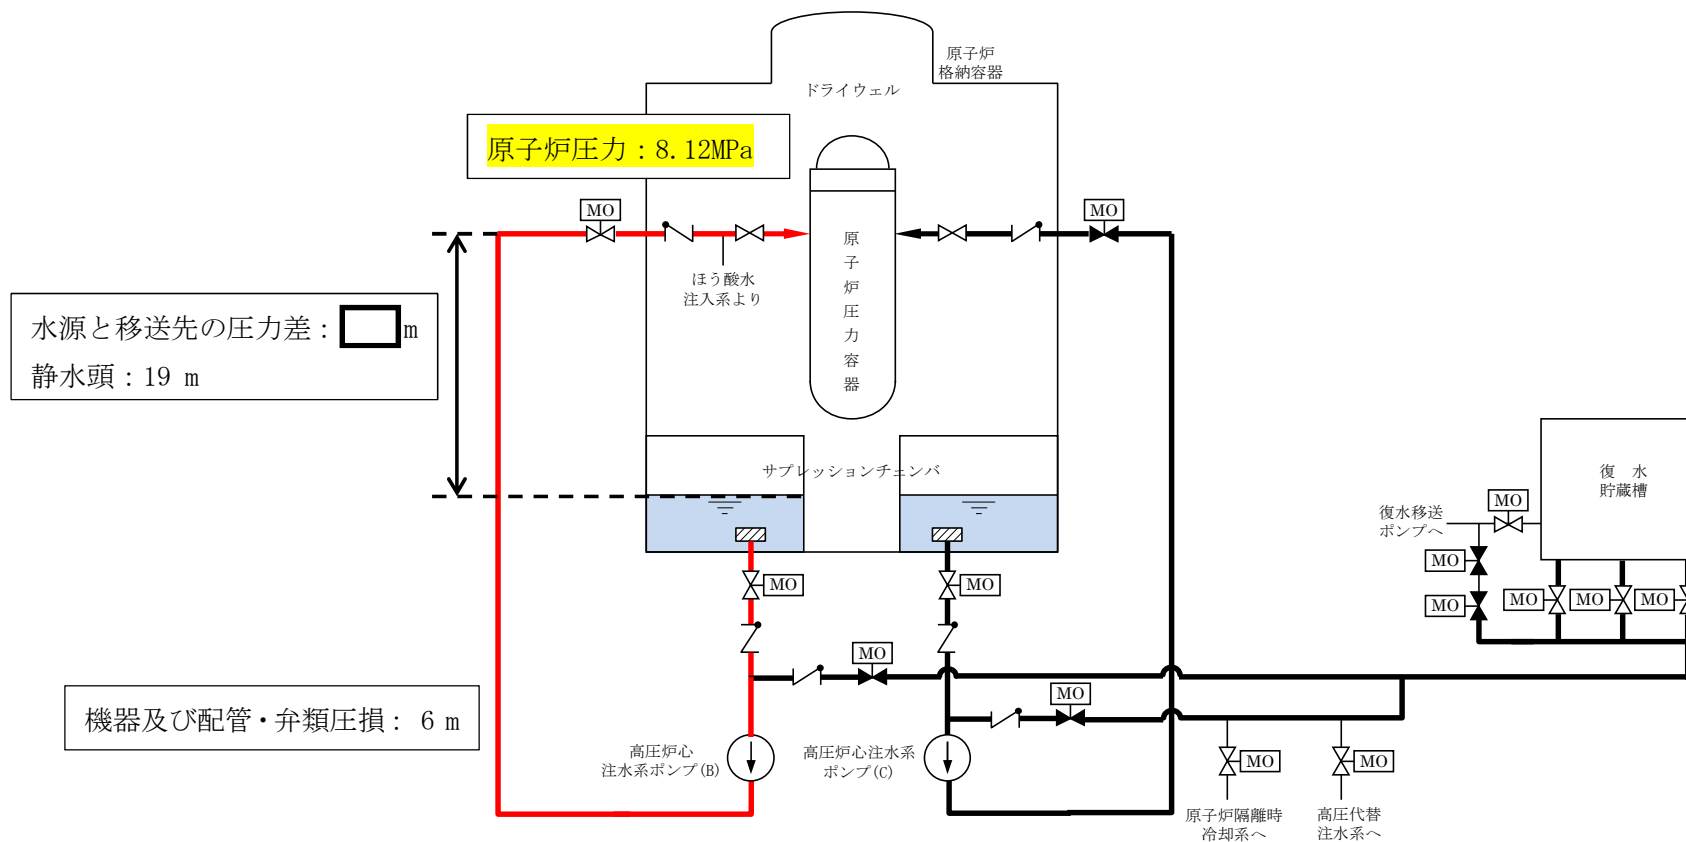 原子炉
格納容器
ドライウェル
原子炉圧力：8.12MPa
MO
MO
原子炉圧力容器
ほう酸水
注入系より
水源と移送先の圧力差： m
静水頭：19 m
サプレッションチェンバ
復 水
貯蔵槽
MO
復水移送
ポンプへ
MO
MO
MO
MO
MO
MO
MO
MO
MO
機器及び配管・弁類圧損： 6 m
高圧炉心
注水系ポンプ(B)
高圧炉心注水系
ポンプ(C)
MO
MO
原子炉隔離時
冷却系へ
高圧代替
注水系へ